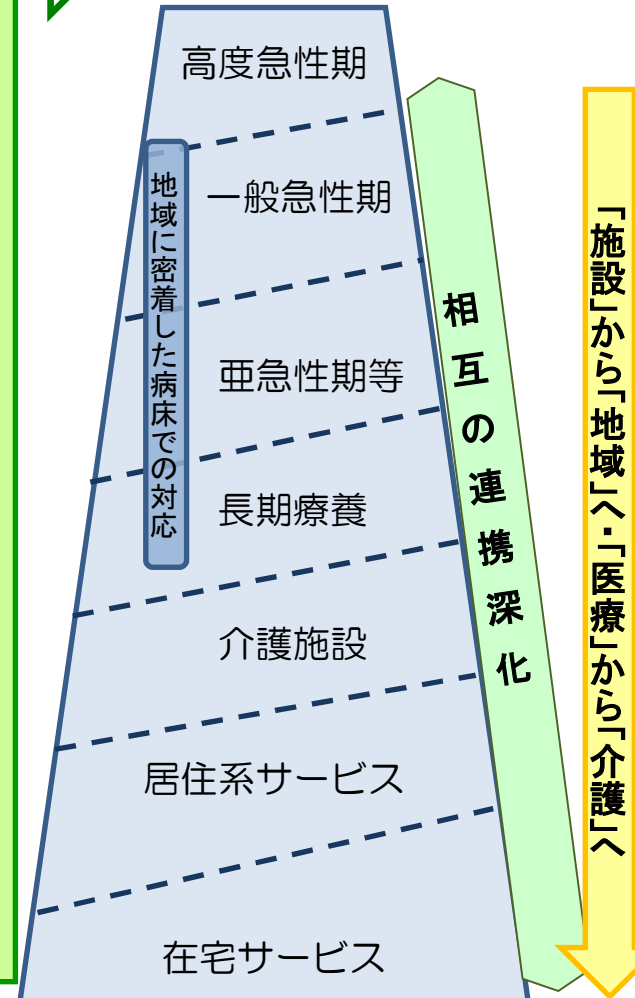 高度急性期
一般急性期
亜急性期等
長期療養
介護施設
居住系サービス
在宅サービス
地域に密着した病床での対応
相互の連携深化
「施設」から「地域」へ・「医療」から「介護」へ